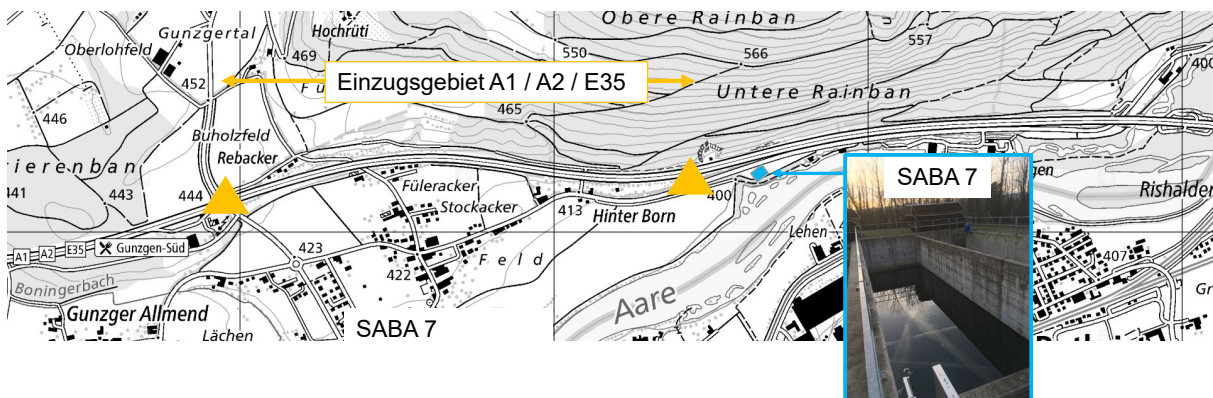 Obere Rainban
Gunzgertal
Hochrüti
Oberlohfeld
469
550
566
557
400
452
Einzugsgebiet A1 / A2 / E35
Untere Rainban
446
465
Buholzfeld
Rebacker
rierenban
441
443
444
Füleracker
Stockacker
SABA 7
Rishalder
413
Hinter Born
400
A1 A2 E35
Gunzgen-Süd
423
422
Feld
Lehen
407
Boningerbach
Aare
Gunzger Allmend
Lächen
SABA 7